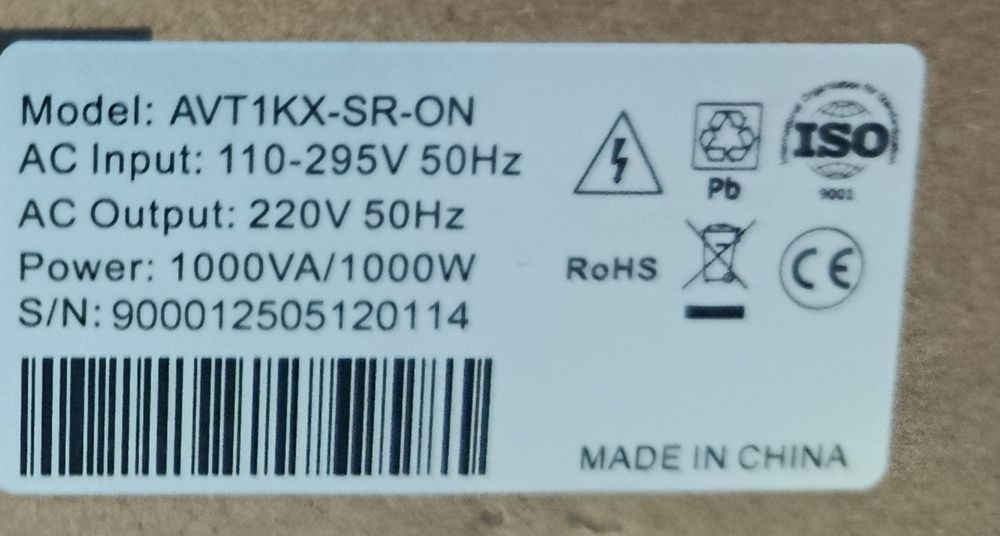 Model: AVT1KX-SR-ON
AC Input: 110-295V 50Hz
AC Output: 220V 50Hz
Power: 1000VA/1000W
S/N: 900012505120114
Pb
ISO
9001
RoHS
CE
MADE IN CHINA